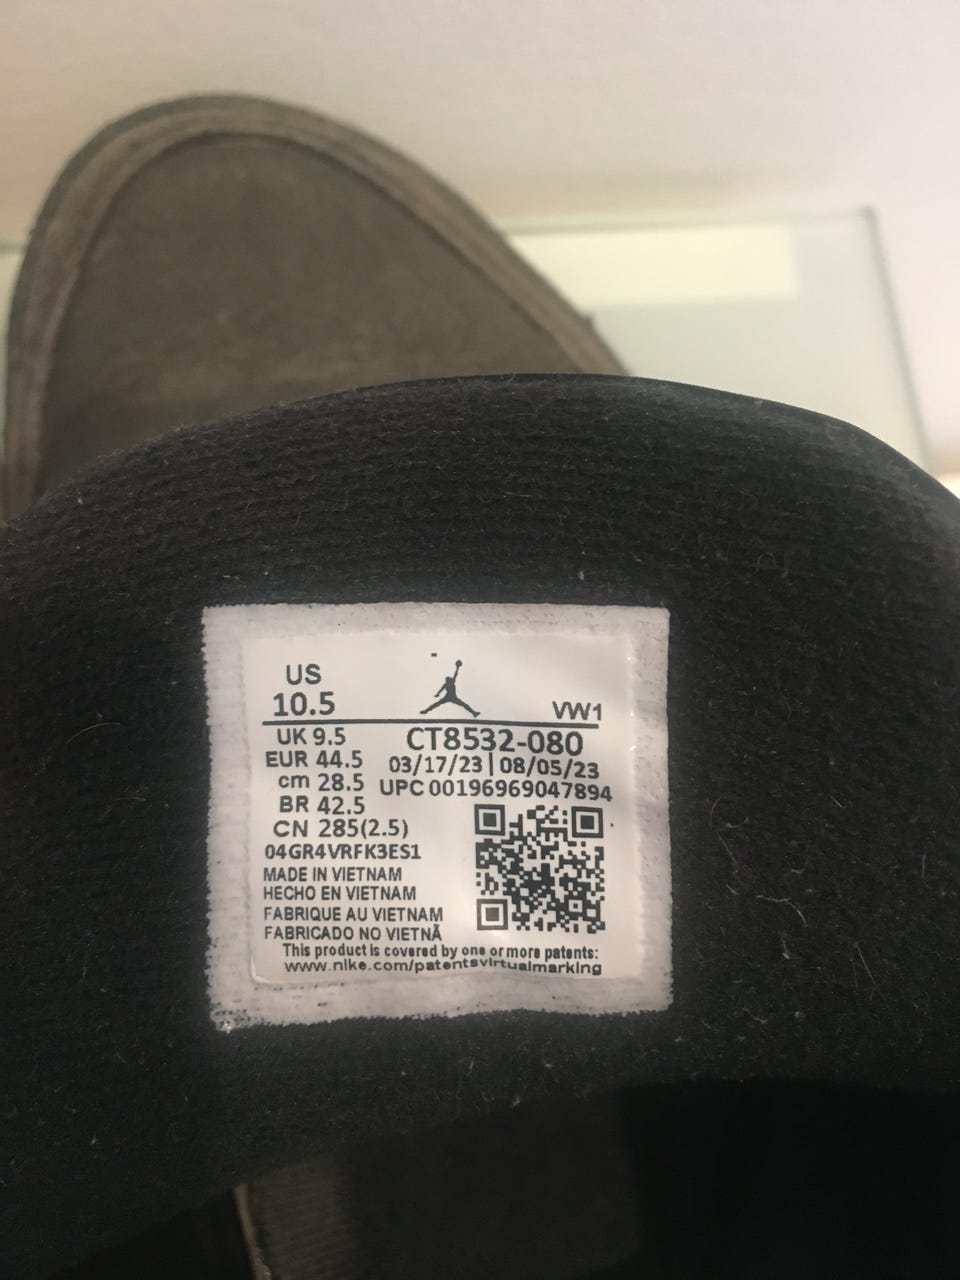 US
10.5
VW1
UK 9.5
CT8532-080
EUR 44.5
03/17/23 | 08/05/23
cm 28.5
UPC 00196969047894
BR 42.5
CN 285(2.5)
04GR4VRFK3ES1
MADE IN VIETNAM
HECHO EN VIETNAM
FABRIQUE AU VIETNAM
FABRICADO NO VIETNÃ
This product is covered by one or more patents:
www.nike.com/patentsvirtualmarking